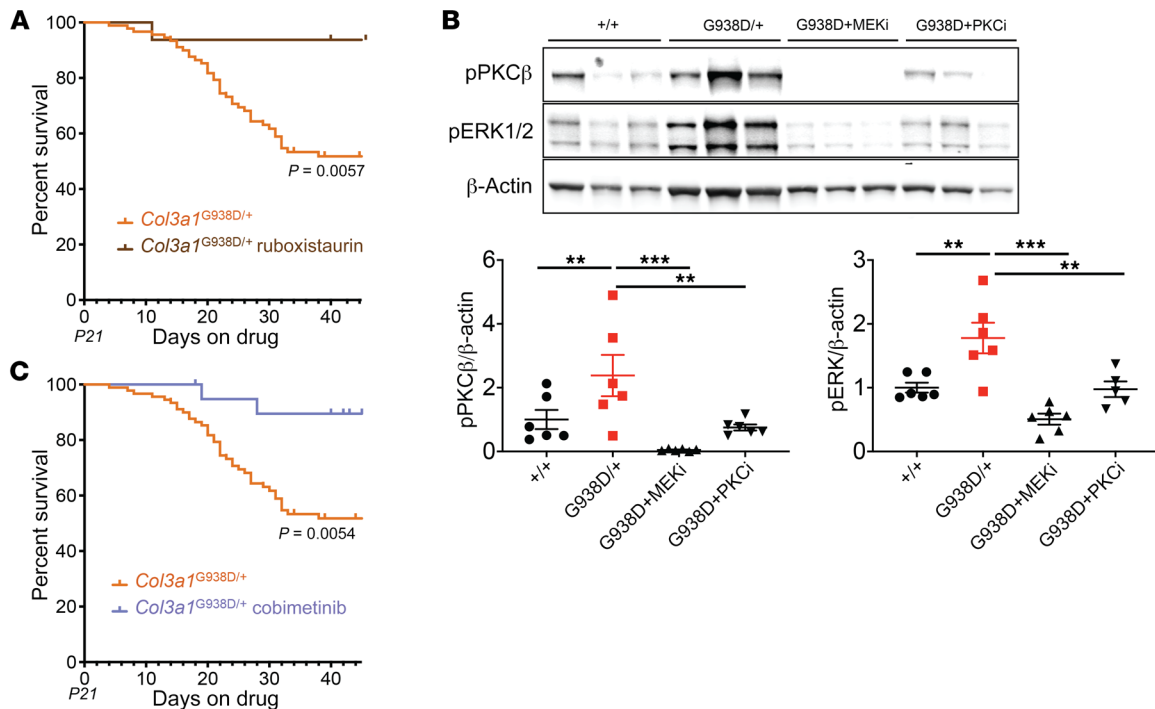 A
Percent survival
100
80
60
40
20
0
P = 0.0057
Col3a1G938D/+
Col3a1G938D/+ ruboxistaurin
0 10 20 30 40
P21
Days on drug
B
+/+ G938D/+ G938D+MEKi G938D+PKCi
pPKCβ
pERK1/2
β-Actin
pPKCβ/β-actin
6
4
2
0
** ***
**
+/+ G938D/+ G938D+MEKi G938D+PKCi
pERK/β-actin
3
2
1
0
** ***
**
+/+ G938D/+ G938D+MEKi G938D+PKCi
C
Percent survival
100
80
60
40
20
0
P = 0.0054
Col3a1G938D/+
Col3a1G938D/+ cobimetinib
0 10 20 30 40
P21
Days on drug